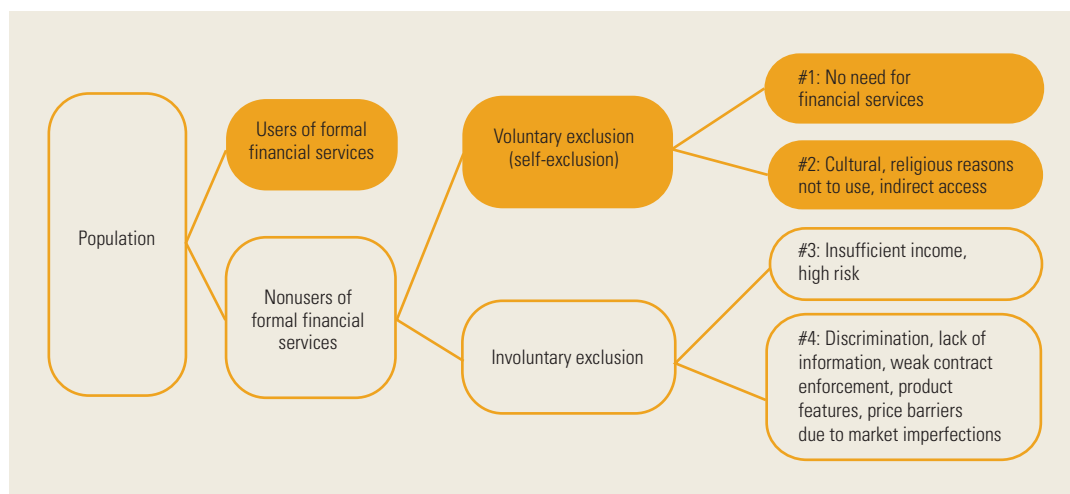 Population
Users of formal
financial services
Nonusers of
formal financial
services
Voluntary exclusion
(self-exclusion)
Involuntary exclusion
#1: No need for
financial services
#2: Cultural, religious reasons
not to use, indirect access
#3: Insufficient income,
high risk
#4: Discrimination, lack of
information, weak contract
enforcement, product
features, price barriers
due to market imperfections